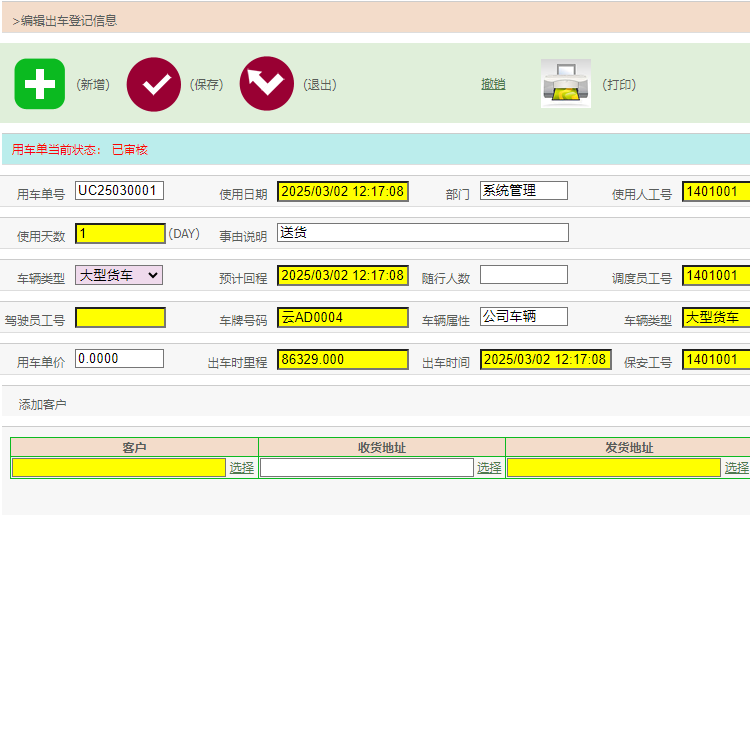 >编辑出车登记信息
(新增) (保存) (退出) 撤销 (打印)
用车单当前状态： 已审核
用车单号 UC25030001 使用日期 2025/03/02 12:17:08 部门 系统管理 使用人工号 1401001
使用天数 1 (DAY) 事由说明 送货
车辆类型 大型货车 预计回程 2025/03/02 12:17:08 随行人数 调度员工号 1401001
驾驶员工号 车牌号码 云AD0004 车辆属性 公司车辆 车辆类型 大型货车
用车单价 0.0000 出车时里程 86329.000 出车时间 2025/03/02 12:17:08 保安工号 1401001
添加客户
客户 收货地址 发货地址
选择 选择 选择